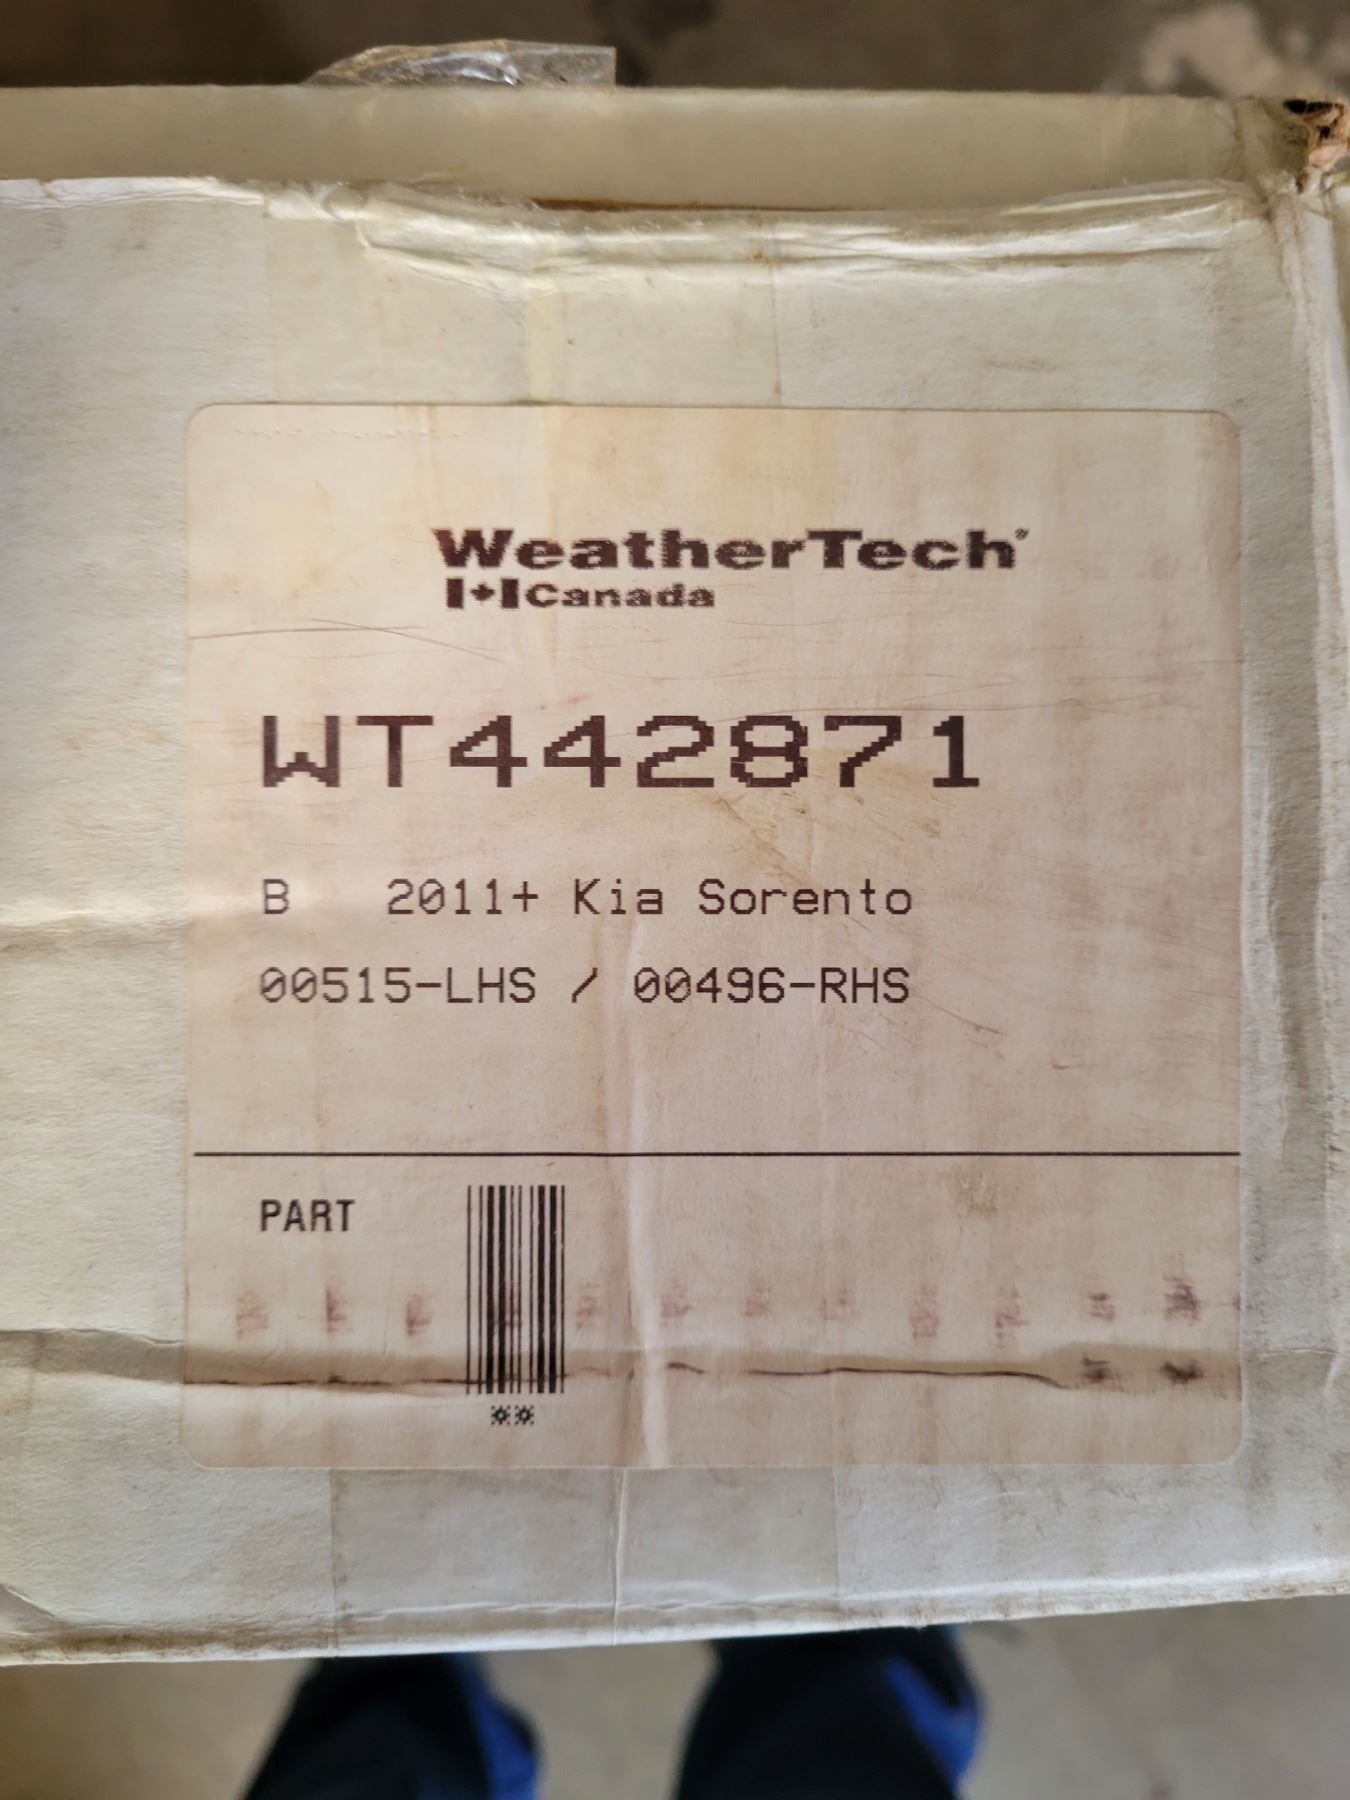 WeatherTech®
Canada
WT442871
B 2011+ Kia Sorento
00515-LHS / 00496-RHS
PART
**